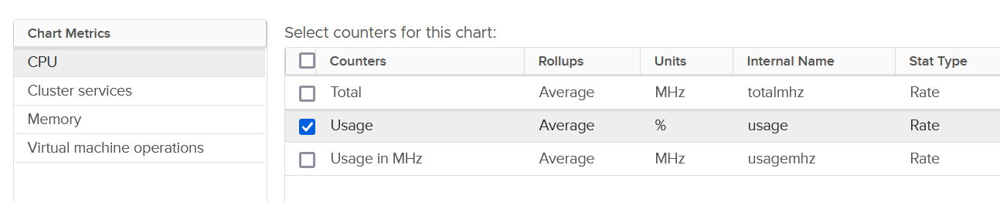 Chart Metrics
CPU
Cluster services
Memory
Virtual machine operations
Select counters for this chart:
Counters Rollups Units Internal Name Stat Type
Total Average MHz totalmhz Rate
Usage Average % usage Rate
Usage in MHz Average MHz usagemhz Rate